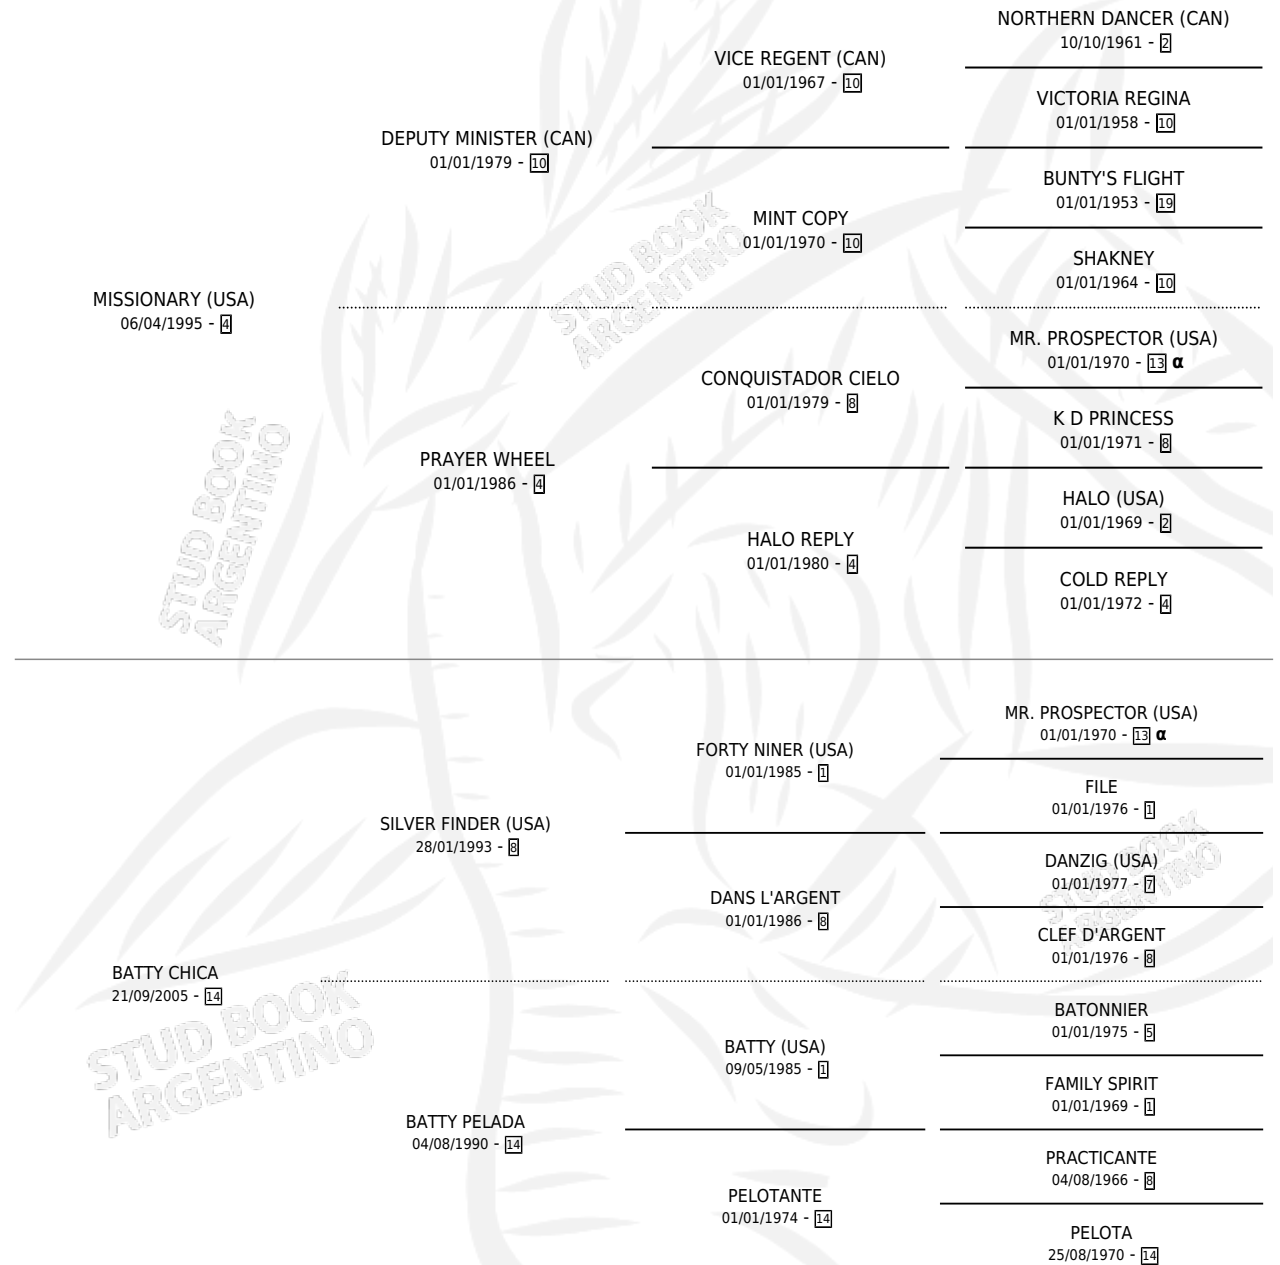 NORTHERN DANCER (CAN)
10/10/1961 - 2
VICE REGENT (CAN)
01/01/1967 - 10
VICTORIA REGINA
01/01/1958 - 10
DEPUTY MINISTER (CAN)
01/01/1979 - 10
BUNTY'S FLIGHT
01/01/1953 - 19
MINT COPY
01/01/1970 - 10
SHAKNEY
01/01/1964 - 10
MISSIONARY (USA)
06/04/1995 - 4
MR. PROSPECTOR (USA)
01/01/1970 - 13 α
CONQUISTADOR CIELO
01/01/1979 - 8
K D PRINCESS
01/01/1971 - 8
PRAYER WHEEL
01/01/1986 - 4
HALO (USA)
01/01/1969 - 2
HALO REPLY
01/01/1980 - 4
COLD REPLY
01/01/1972 - 4
MR. PROSPECTOR (USA)
01/01/1970 - 13 α
FORTY NINER (USA)
01/01/1985 - 1
FILE
01/01/1976 - 1
SILVER FINDER (USA)
28/01/1993 - 8
DANZIG (USA)
01/01/1977 - 7
DANS L'ARGENT
01/01/1986 - 8
CLEF D'ARGENT
01/01/1976 - 8
BATTY CHICA
21/09/2005 - 14
BATONNIER
01/01/1975 - 5
BATTY (USA)
09/05/1985 - 1
FAMILY SPIRIT
01/01/1969 - 1
BATTY PELADA
04/08/1990 - 14
PRACTICANTE
04/08/1966 - 8
PELOTANTE
01/01/1974 - 14
PELOTA
25/08/1970 - 14
STUD BOOK
ARGENTINO
STUD BOOK
ARGENTINO
STUD BOOK
ARGENTINO
STUD BOOK
ARGENTINO